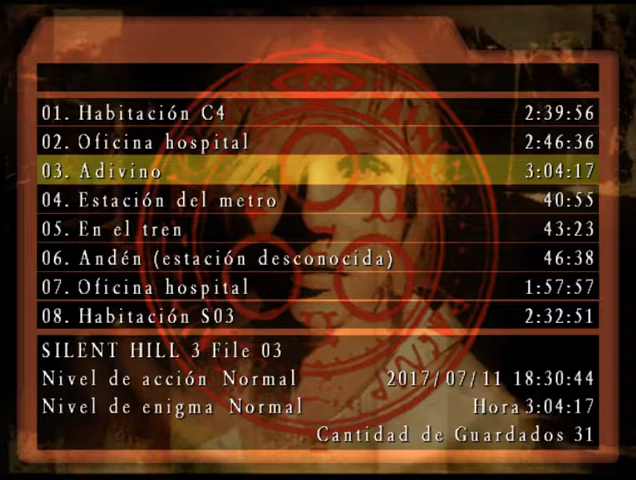 01. Habitación C4 2:39:56
02. Oficina hospital 2:46:36
03. Adivino 3:04:17
04. Estación del metro 40:55
05. En el tren 43:23
06. Andén (estación desconocida) 46:38
07. Oficina hospital 1:57:57
08. Habitación S03 2:32:51
SILENT HILL 3 File 03
Nivel de acción Normal 2017/07/11 18:30:44
Nivel de enigma Normal Hora 3:04:17
Cantidad de Guardados 31